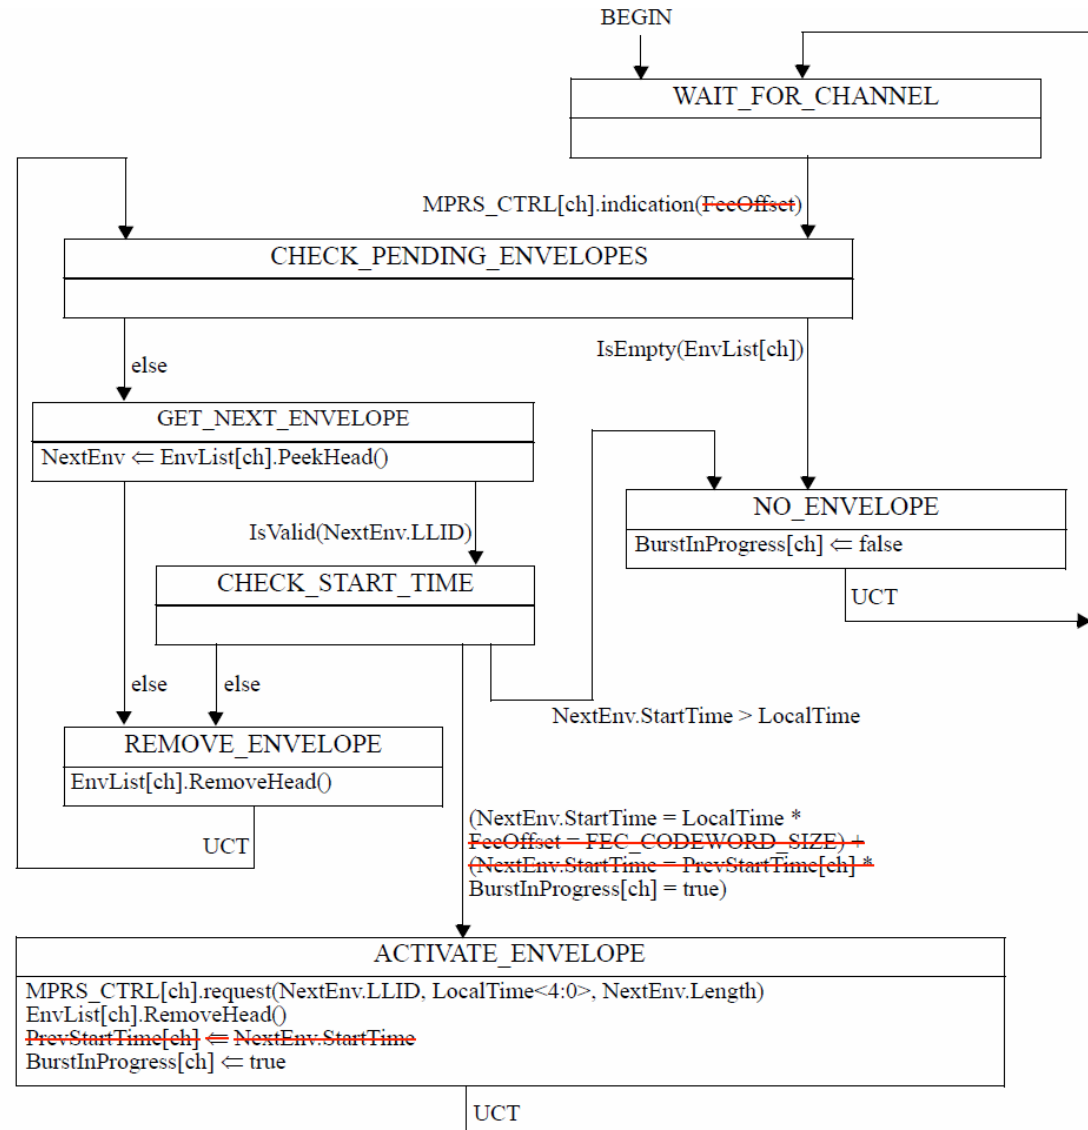 BEGIN
WAIT_FOR_CHANNEL
MPRS_CTRL[ch].indication(FecOffset)
CHECK_PENDING_ENVELOPES
IsEmpty(EnvList[ch])
else
GET_NEXT_ENVELOPE
NextEnv ⇐ EnvList[ch].PeekHead()
NO_ENVELOPE
BurstInProgress[ch] ⇐ false
IsValid(NextEnv.LLID)
CHECK_START_TIME
UCT
else
else
NextEnv.StartTime > LocalTime
REMOVE_ENVELOPE
EnvList[ch].RemoveHead()
UCT
(NextEnv.StartTime = LocalTime *
FecOffset = FEC_CODEWORD_SIZE) +
(NextEnv.StartTime = PrevStartTime[ch] *
BurstInProgress[ch] = true)
ACTIVATE_ENVELOPE
MPRS_CTRL[ch].request(NextEnv.LLID, LocalTime<4:0>, NextEnv.Length)
EnvList[ch].RemoveHead()
PrevStartTime[ch] ⇐ NextEnv.StartTime
BurstInProgress[ch] ⇐ true
UCT